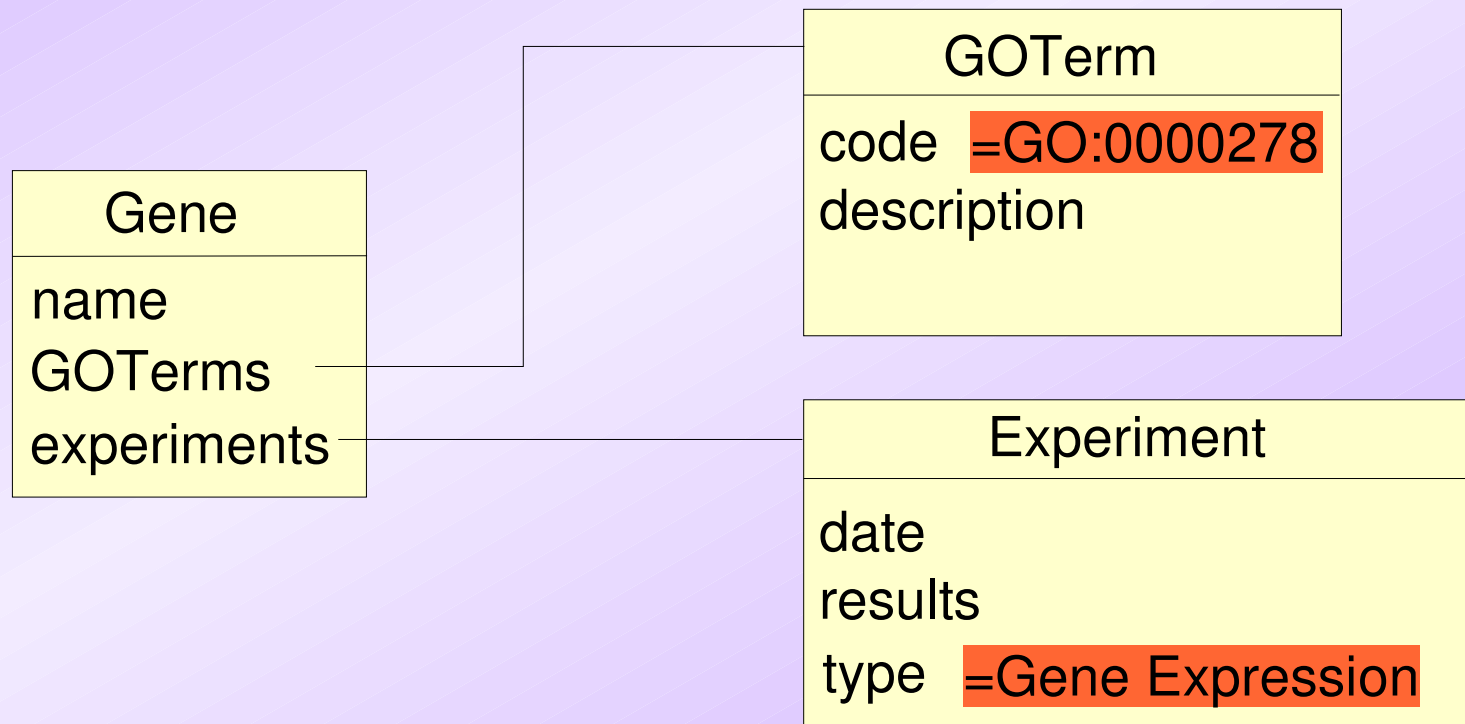 GOTerm
code =GO:0000278
description
Gene
name
GOTerms
experiments
Experiment
date
results
type =Gene Expression